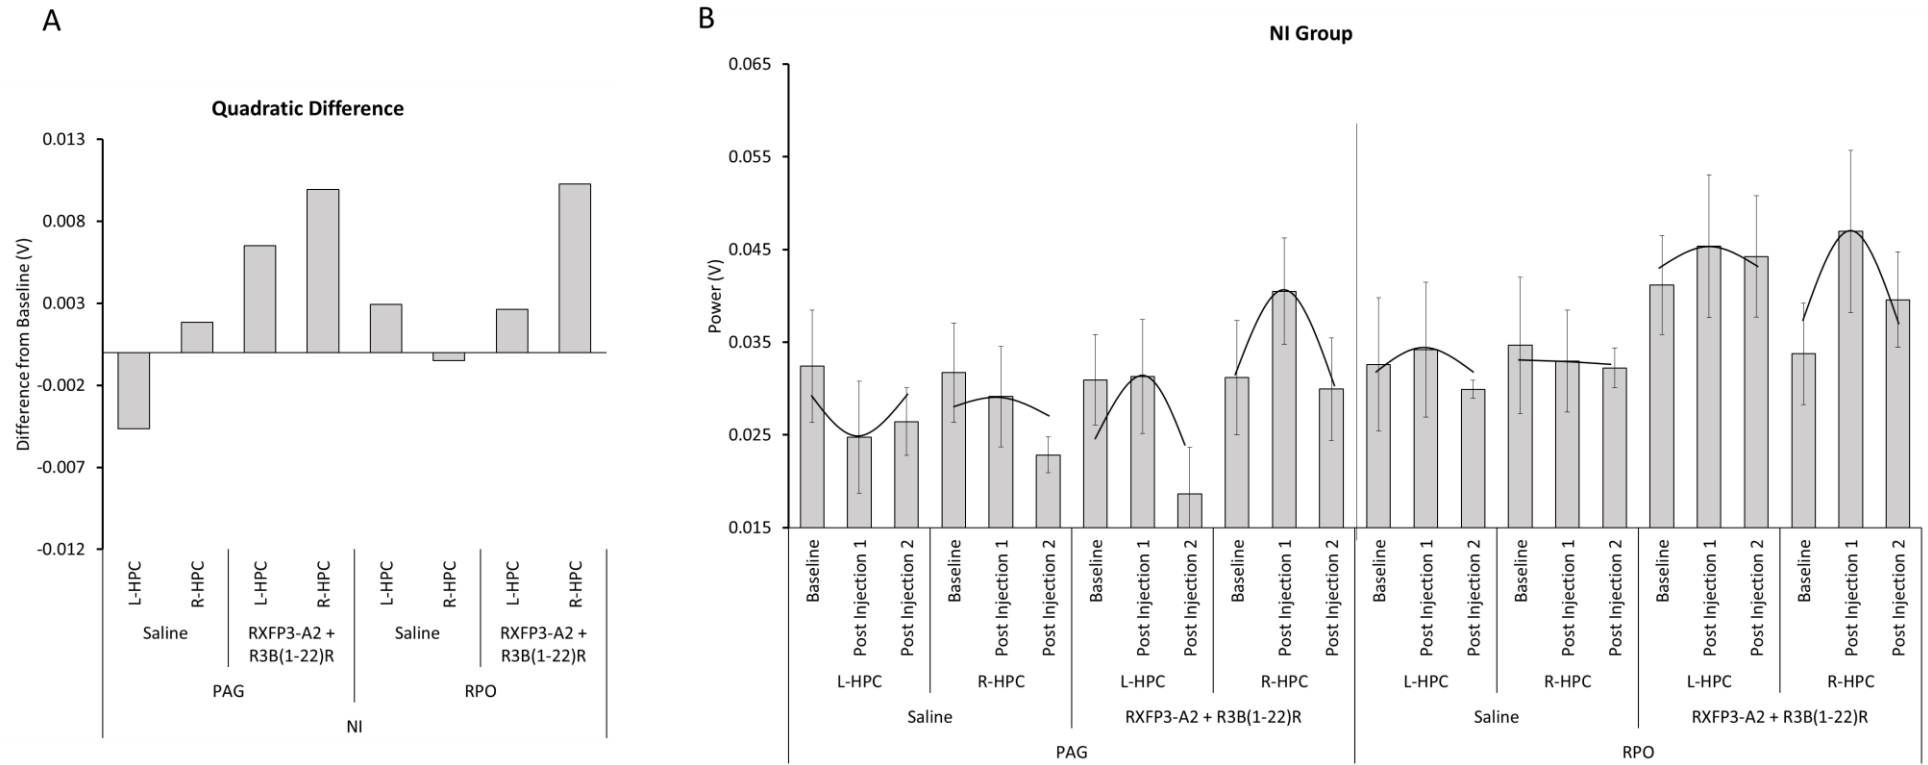 A
Quadratic Difference
Difference from Baseline (V)
0.013
0.008
0.003
-0.002
-0.007
-0.012
L-HPC
R-HPC
L-HPC
R-HPC
L-HPC
R-HPC
L-HPC
R-HPC
Saline
RXFP3-A2 +
R3B(1-22)R
Saline
RXFP3-A2 +
R3B(1-22)R
PAG
RPO
NI
B
NI Group
Power (V)
0.065
0.055
0.045
0.035
0.025
0.015
Baseline
Post Injection 1
Post Injection 2
Baseline
Post Injection 1
Post Injection 2
Baseline
Post Injection 1
Post Injection 2
Baseline
Post Injection 1
Post Injection 2
Baseline
Post Injection 1
Post Injection 2
Baseline
Post Injection 1
Post Injection 2
Baseline
Post Injection 1
Post Injection 2
Baseline
Post Injection 1
Post Injection 2
L-HPC
R-HPC
L-HPC
R-HPC
L-HPC
R-HPC
L-HPC
R-HPC
Saline
RXFP3-A2 + R3B(1-22)R
Saline
RXFP3-A2 + R3B(1-22)R
PAG
RPO